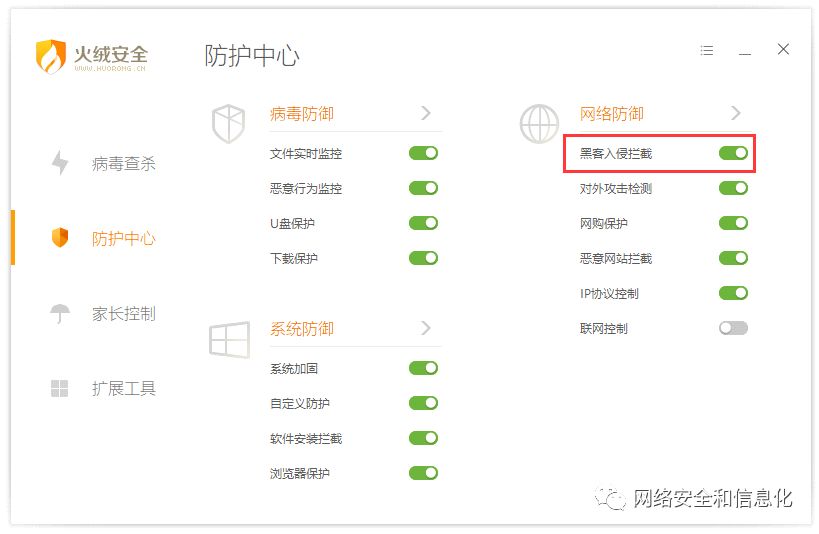 火绒安全
WWW.HUORONG.CN
防护中心
病毒查杀
防护中心
家长控制
扩展工具
病毒防御
文件实时监控
恶意行为监控
U盘保护
下载保护
系统防御
系统加固
自定义防护
软件安装拦截
浏览器保护
网络防御
黑客入侵拦截
对外攻击检测
网购保护
恶意网站拦截
IP协议控制
联网控制
网络安全和信息化